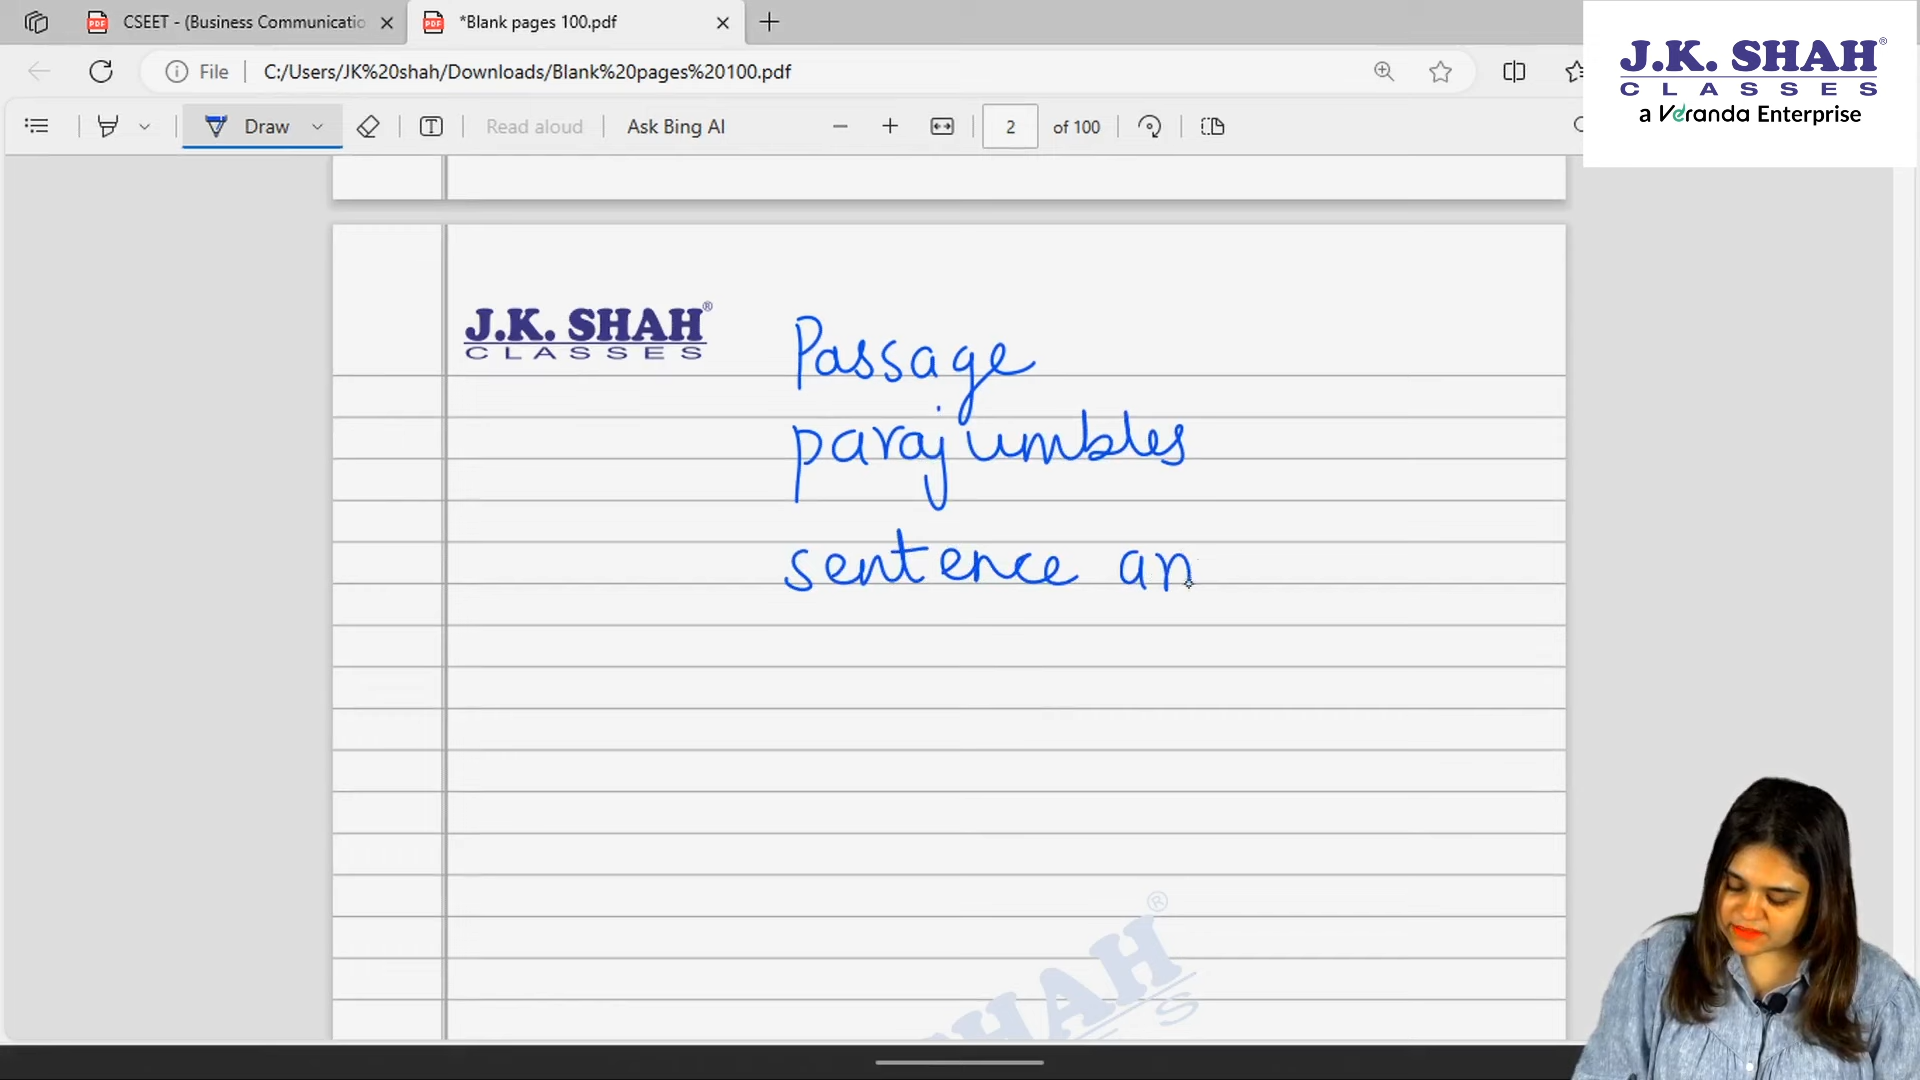 CSEET - (Business Communicatio
*Blank pages 100.pdf
File
C:/Users/JK%20shah/Downloads/Blank%20pages%20100.pdf
Draw
Read aloud
Ask Bing AI
2
of 100
J.K. SHAH®
CLASSES
a Veranda Enterprise
J.K. SHAH®
CLASSES
Passage
parajumbles
sentence an
SHAH®